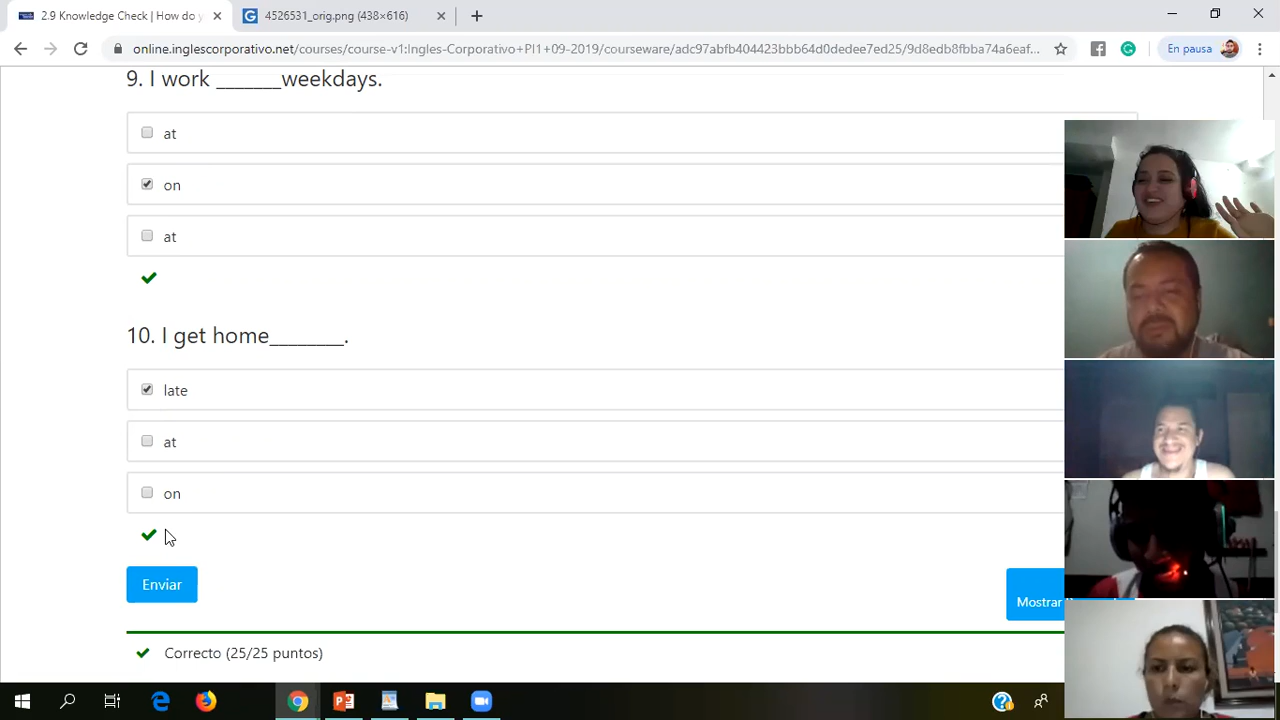 2.9 Knowledge Check | How do y
4526531_orig.png (438×616)
online.inglescorporativo.net/courses/course-v1:Ingles-Corporativo+PI1+09-2019/courseware/adc97abfb404423bbb64d0dedee7ed25/9d8edb8fbba74a6eaf...
En pausa
9. I work _______weekdays.
at
on
at
10. I get home________.
late
at
on
Enviar
Mostrar
Correcto (25/25 puntos)